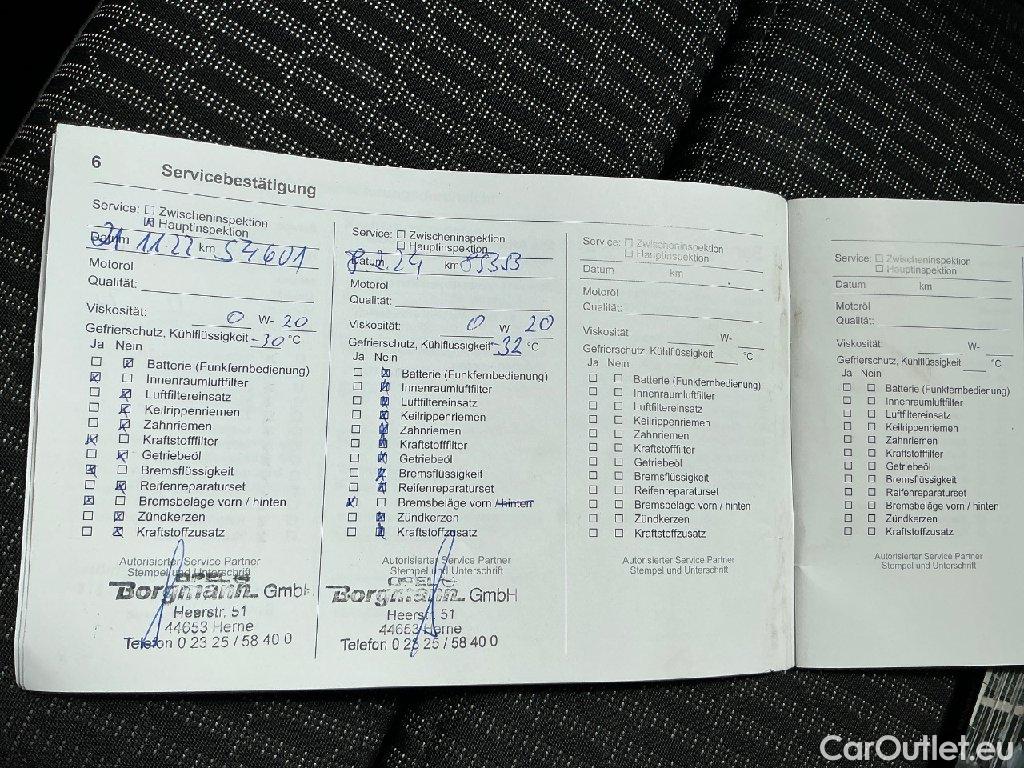 6 Servicebestätigung
Service: Zwischeninspektion
Hauptinspektion
Datum 21 11 22 km 54601
Motoröl
Qualität:
Viskosität: 0 W- 20
Gefrierschutz, Kühlflüssigkeit -30 °C
Ja Nein
Batterie (Funkfernbedienung)
Innenraumluftfilter
Luftfiltereinsatz
Keilrippenriemen
Zahnriemen
Kraftstofffilter
Getriebeöl
Bremsflüssigkeit
Reifenreparaturset
Bremsbeläge vorn / hinten
Zündkerzen
Kraftstoffzusatz
Autorisierter Service Partner
Stempel und Unterschrift
Borgmann GmbH
Heerstr. 51
44653 Herne
Telefon 0 23 25 / 58 40 0
Service: Zwischeninspektion
Hauptinspektion
Datum 24 km
Motoröl
Qualität:
Viskosität: 0 W 20
Gefrierschutz, Kühlflüssigkeit -32 °C
Ja Nein
Batterie (Funkfernbedienung)
Innenraumluftfilter
Luftfiltereinsatz
Keilrippenriemen
Zahnriemen
Kraftstofffilter
Getriebeöl
Bremsflüssigkeit
Reifenreparaturset
Bremsbeläge vorn / hinten
Zündkerzen
Kraftstoffzusatz
Autorisierter Service Partner
Stempel und Unterschrift
Borgmann GmbH
Heerstr. 51
44653 Herne
Telefon 0 23 25 / 58 40 0
Service: Zwischeninspektion
Hauptinspektion
Datum km
Motoröl
Qualität:
Viskosität W-
Gefrierschutz, Kühlflüssigkeit °C
Ja Nein
Batterie (Funkfernbedienung)
Innenraumluftfilter
Luftfiltereinsatz
Keilrippenriemen
Zahnriemen
Kraftstofffilter
Getriebeöl
Bremsflüssigkeit
Reifenreparaturset
Bremsbeläge vorn / hinten
Zündkerzen
Kraftstoffzusatz
Autorisierter Service Partner
Stempel und Unterschrift
Service: Zwischeninspektion
Hauptinspektion
Datum km
Motoröl
Qualität:
Viskosität: W-
Gefrierschutz, Kühlflüssigkeit °C
Ja Nein
Batterie (Funkfernbedienung)
Innenraumluftfilter
Luftfiltereinsatz
Keilrippenriemen
Zahnriemen
Kraftstofffilter
Getriebeöl
Bremsflüssigkeit
Reifenreparaturset
Bremsbeläge vorn / hinten
Zündkerzen
Kraftstoffzusatz
Autorisierter Service Partner
Stempel und Unterschrift
CarOutlet.eu